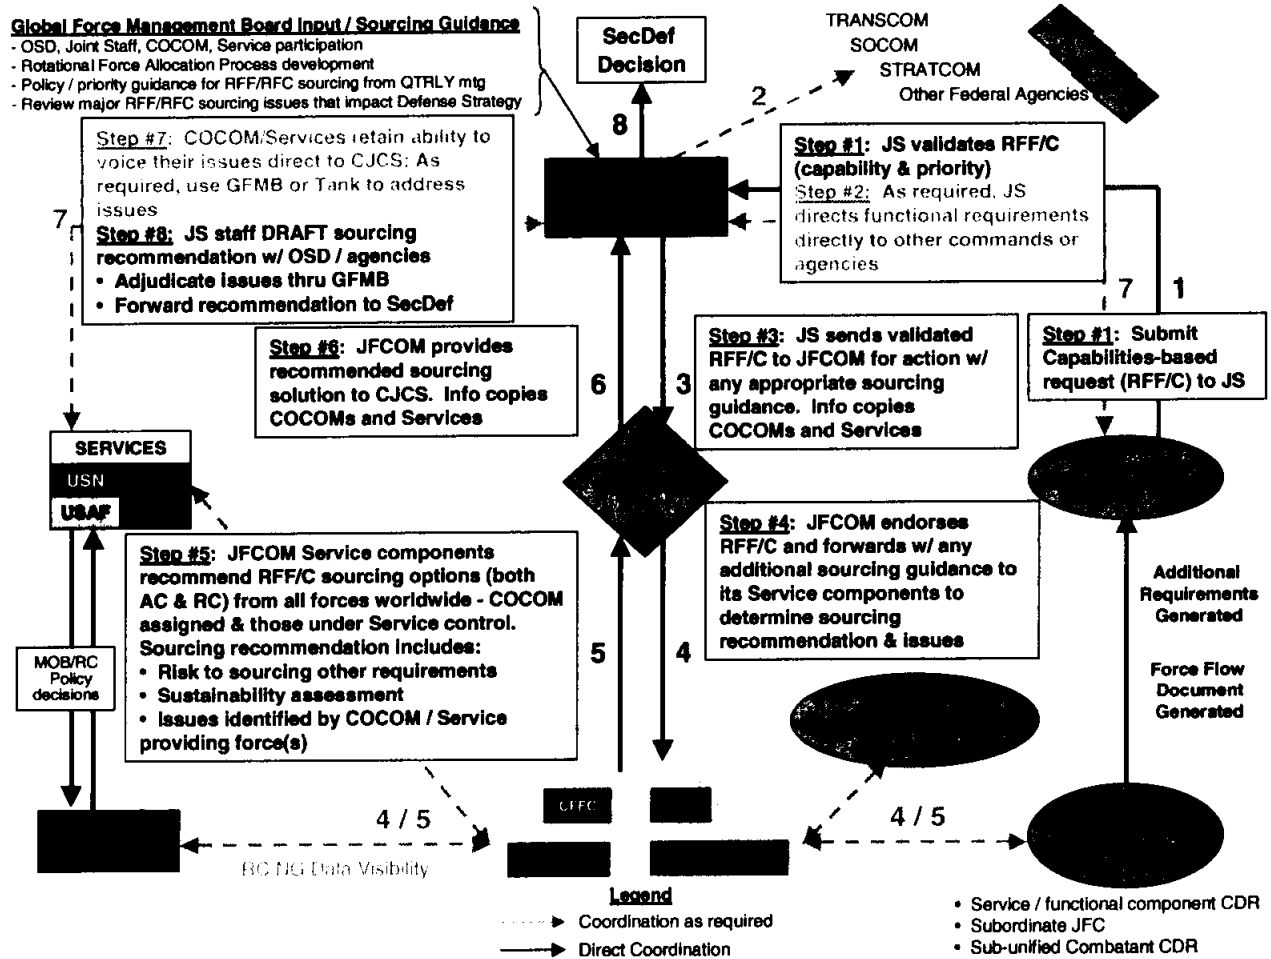 Global Force Management Board Input / Sourcing Guidance
- OSD, Joint Staff, COCOM, Service participation
- Rotational Force Allocation Process development
- Policy / priority guidance for RFF/RFC sourcing from QTRLY mtg
- Review major RFF/RFC sourcing issues that impact Defense Strategy
SecDef
Decision
TRANSCOM
SOCOM
STRATCOM
Other Federal Agencies
2
8
Step #7: COCOM/Services retain ability to
voice their issues direct to CJCS; As
required, use GFMB or Tank to address
issues
Step #8: JS staff DRAFT sourcing
recommendation w/ OSD / agencies
• Adjudicate issues thru GFMB
• Forward recommendation to SecDef
7
Step #1: JS validates RFF/C
(capability & priority)
Step #2: As required, JS
directs functional requirements
directly to other commands or
agencies
7
1
Step #6: JFCOM provides
recommended sourcing
solution to CJCS. Info copies
COCOMs and Services
6
3
Step #3: JS sends validated
RFF/C to JFCOM for action w/
any appropriate sourcing
guidance. Info copies
COCOMs and Services
Step #1: Submit
Capabilities-based
request (RFF/C) to JS
SERVICES
USN
USAF
Step #5: JFCOM Service components
recommend RFF/C sourcing options (both
AC & RC) from all forces worldwide - COCOM
assigned & those under Service control.
Sourcing recommendation includes:
• Risk to sourcing other requirements
• Sustainability assessment
• Issues identified by COCOM / Service
providing force(s)
5
4
Step #4: JFCOM endorses
RFF/C and forwards w/ any
additional sourcing guidance to
its Service components to
determine sourcing
recommendation & issues
Additional
Requirements
Generated
Force Flow
Document
Generated
MOB/RC
Policy
decisions
CFFC
4 / 5
4 / 5
RC NG Data Visibility
Legend
Coordination as required
Direct Coordination
• Service / functional component CDR
• Subordinate JFC
• Sub-unified Combatant CDR